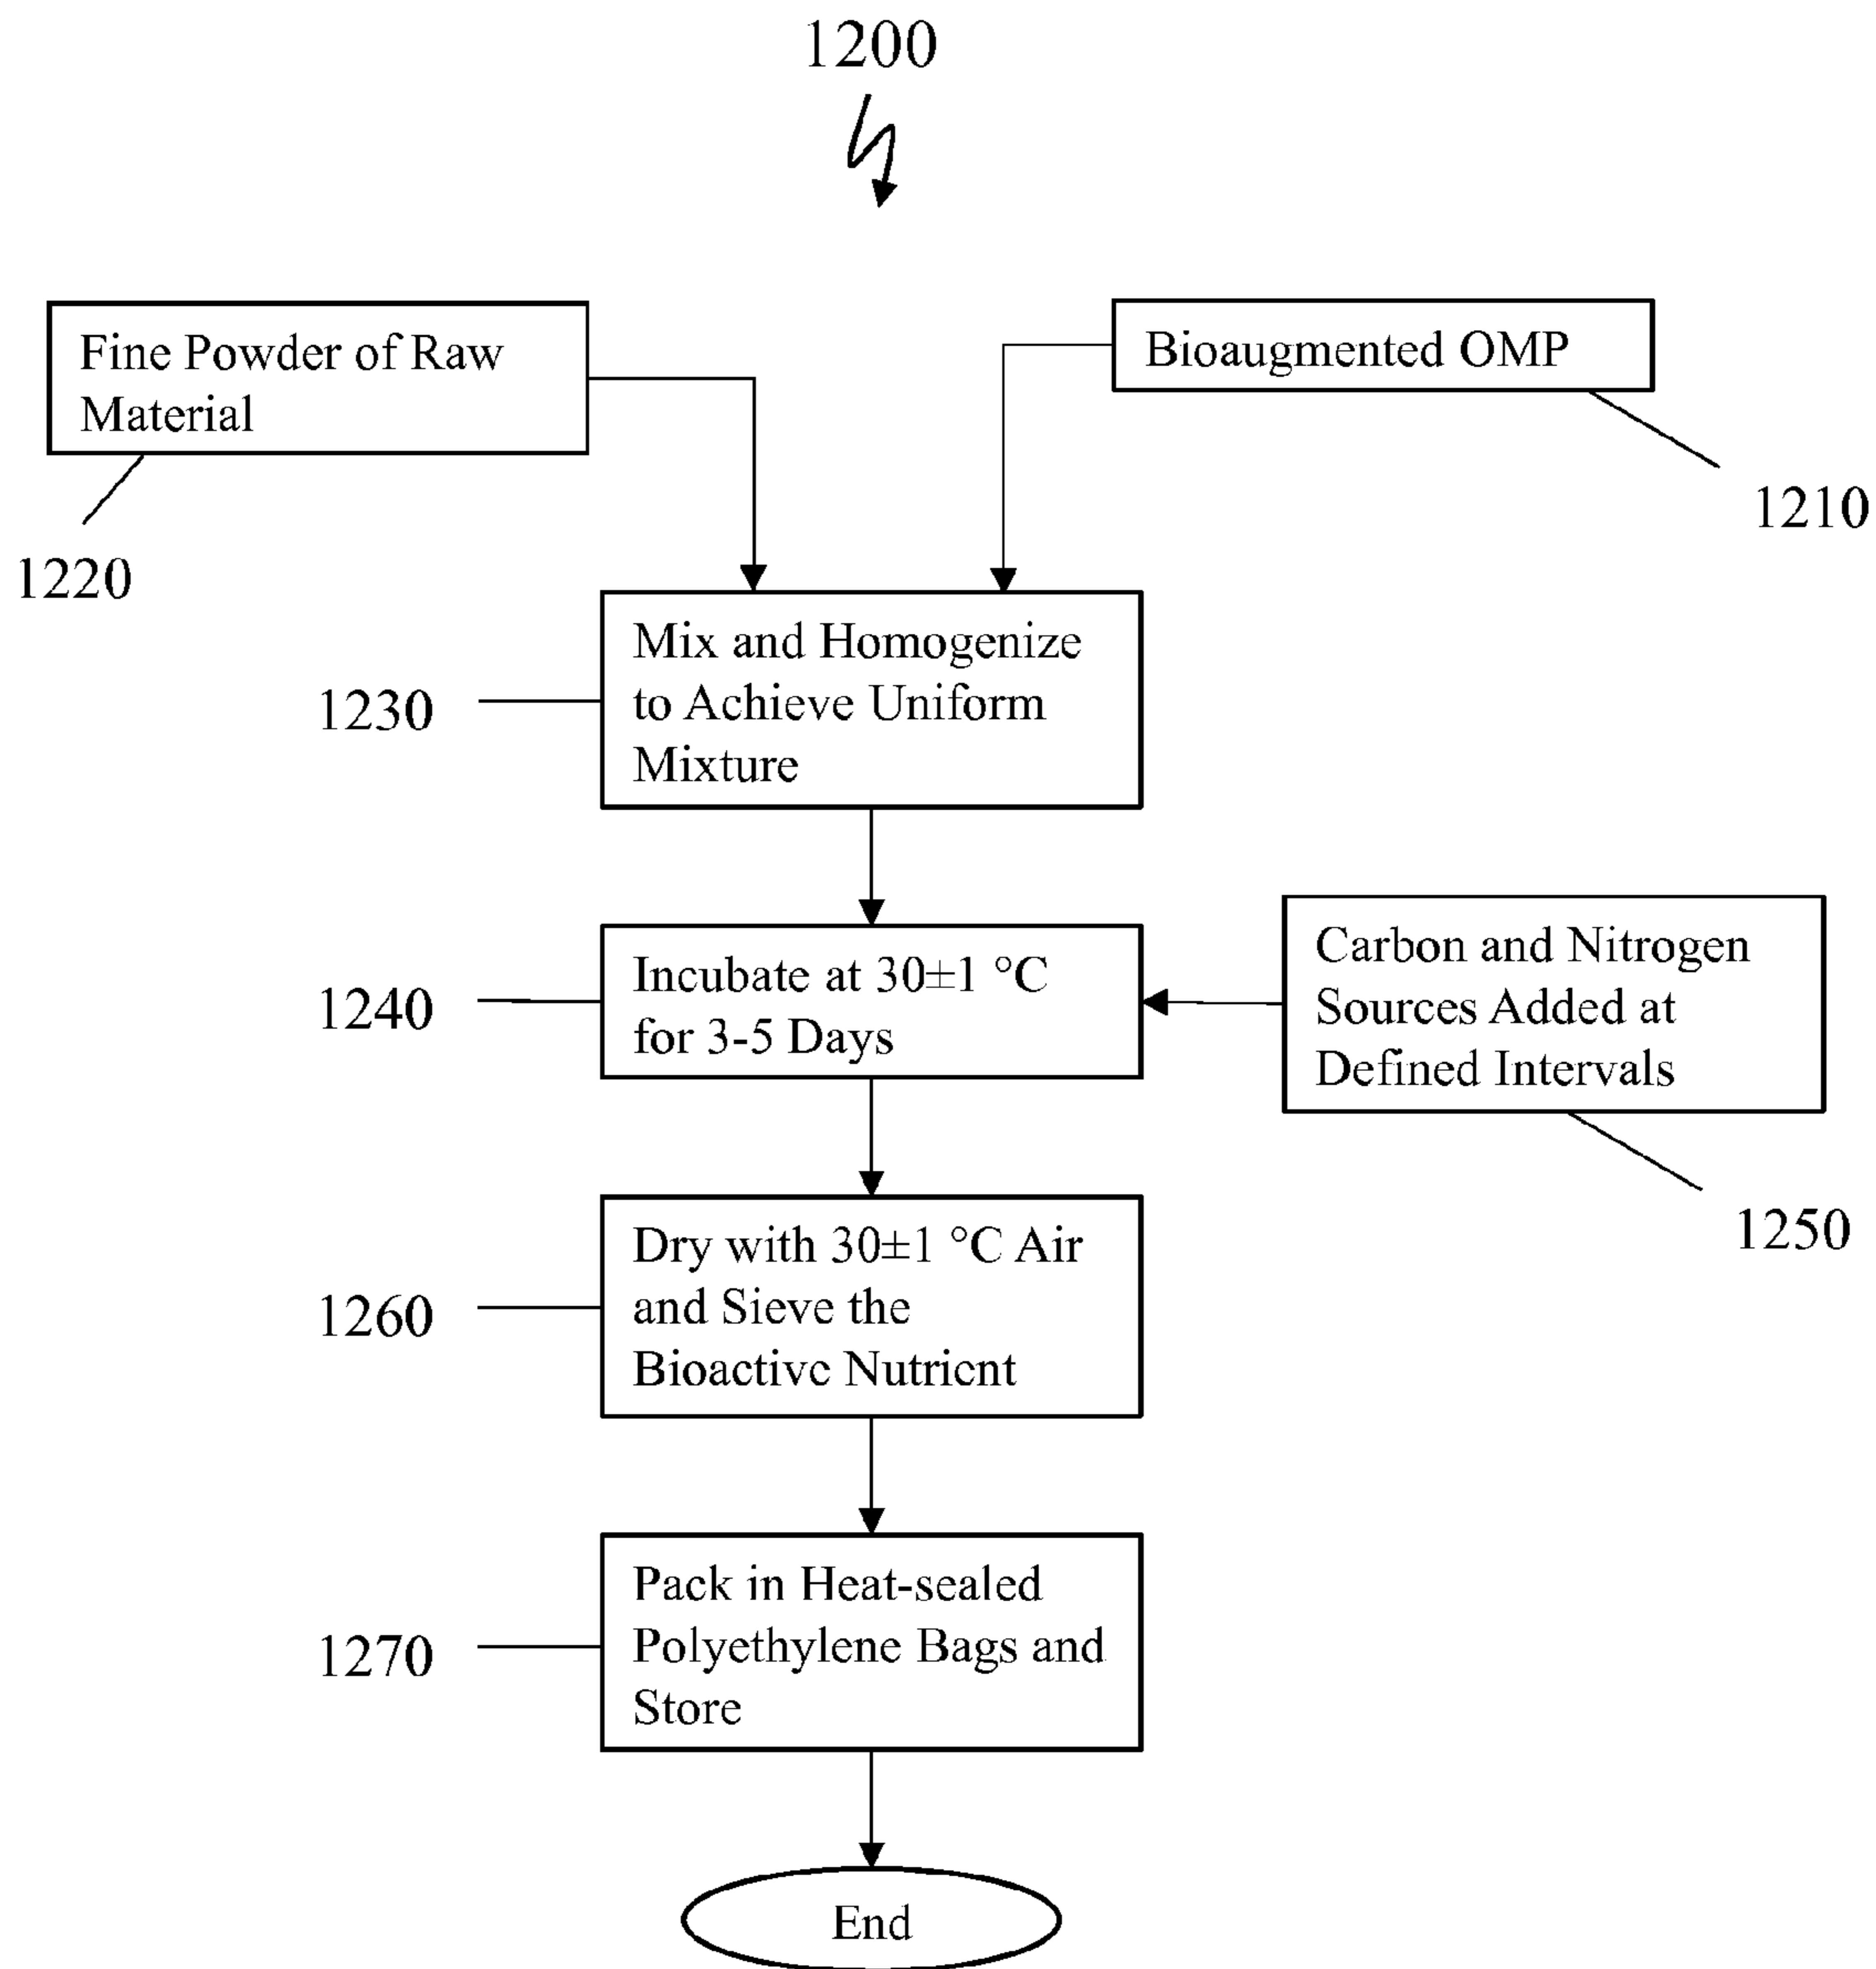 1200
Fine Powder of Raw
Material
1220
Bioaugmented OMP
1210
1230
Mix and Homogenize
to Achieve Uniform
Mixture
1240
Incubate at 30±1 °C
for 3-5 Days
Carbon and Nitrogen
Sources Added at
Defined Intervals
1250
1260
Dry with 30±1 °C Air
and Sieve the
Bioactive Nutrient
1270
Pack in Heat-sealed
Polyethylene Bags and
Store
End